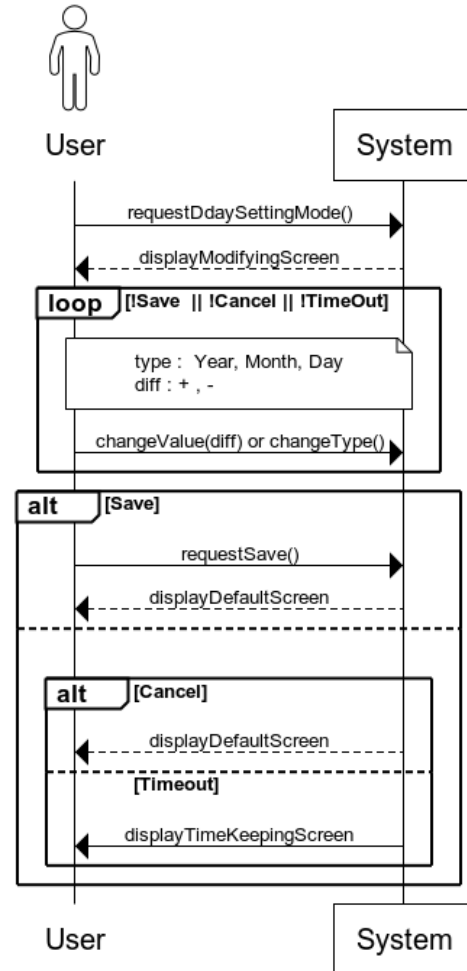 User
System
requestDdaySettingMode()
displayModifyingScreen
loop [!Save || !Cancel || !TimeOut]
type : Year, Month, Day
diff : + , -
changeValue(diff) or changeType()
alt [Save]
requestSave()
displayDefaultScreen
alt [Cancel]
displayDefaultScreen
[Timeout]
displayTimeKeepingScreen
User
System